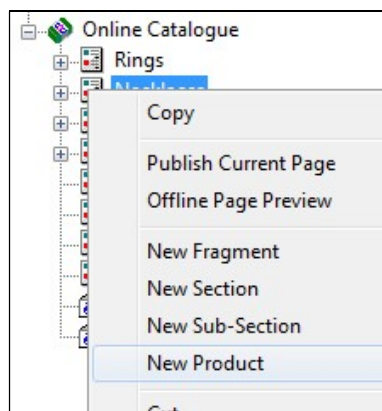 Online Catalogue
Rings
Necklaces
Copy
Publish Current Page
Offline Page Preview
New Fragment
New Section
New Sub-Section
New Product